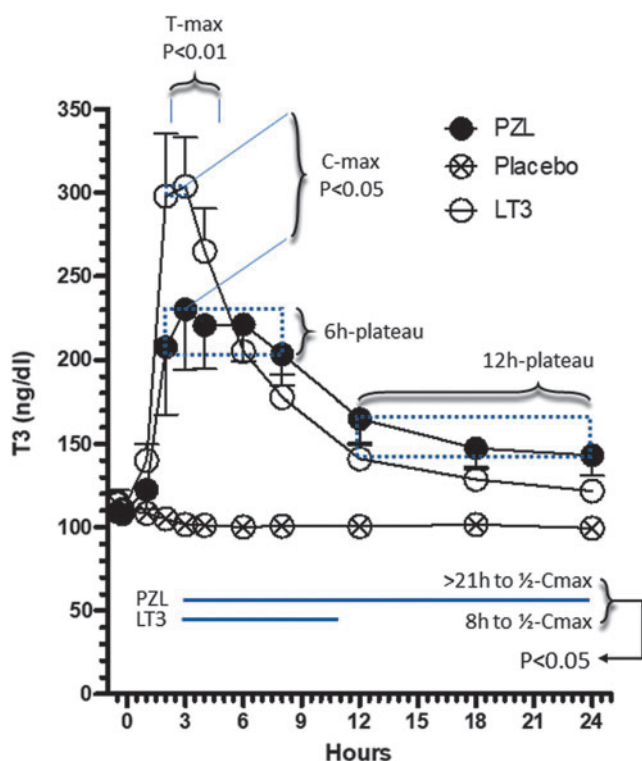 T-max
P<0.01
350
300
250
200
150
100
50
0
T3 (ng/dl)
PZL
Placebo
LT3
C-max
P<0.05
6h-plateau
12h-plateau
>21h to ½-Cmax
PZL
LT3
8h to ½-Cmax
P<0.05
0 3 6 9 12 15 18 21 24
Hours